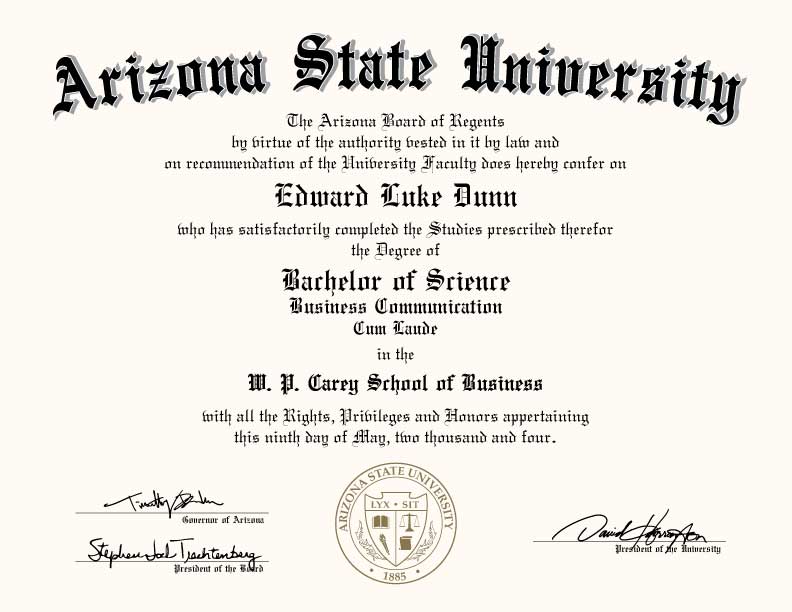 Arizona State University
The Arizona Board of Regents
by virtue of the authority vested in it by law and
on recommendation of the University Faculty does hereby confer on
Edward Luke Dunn
who has satisfactorily completed the Studies prescribed therefor
the Degree of
Bachelor of Science
Business Communication
Cum Laude
in the
W. P. Carey School of Business
with all the Rights, Privileges and Honors appertaining
this ninth day of May, two thousand and four.
Timothy
Governor of Arizona
Stephen Joel Trachtenberg
President of the Board
ARIZONA STATE UNIVERSITY
LYX • SIT
• 1885 •
David
President of the University